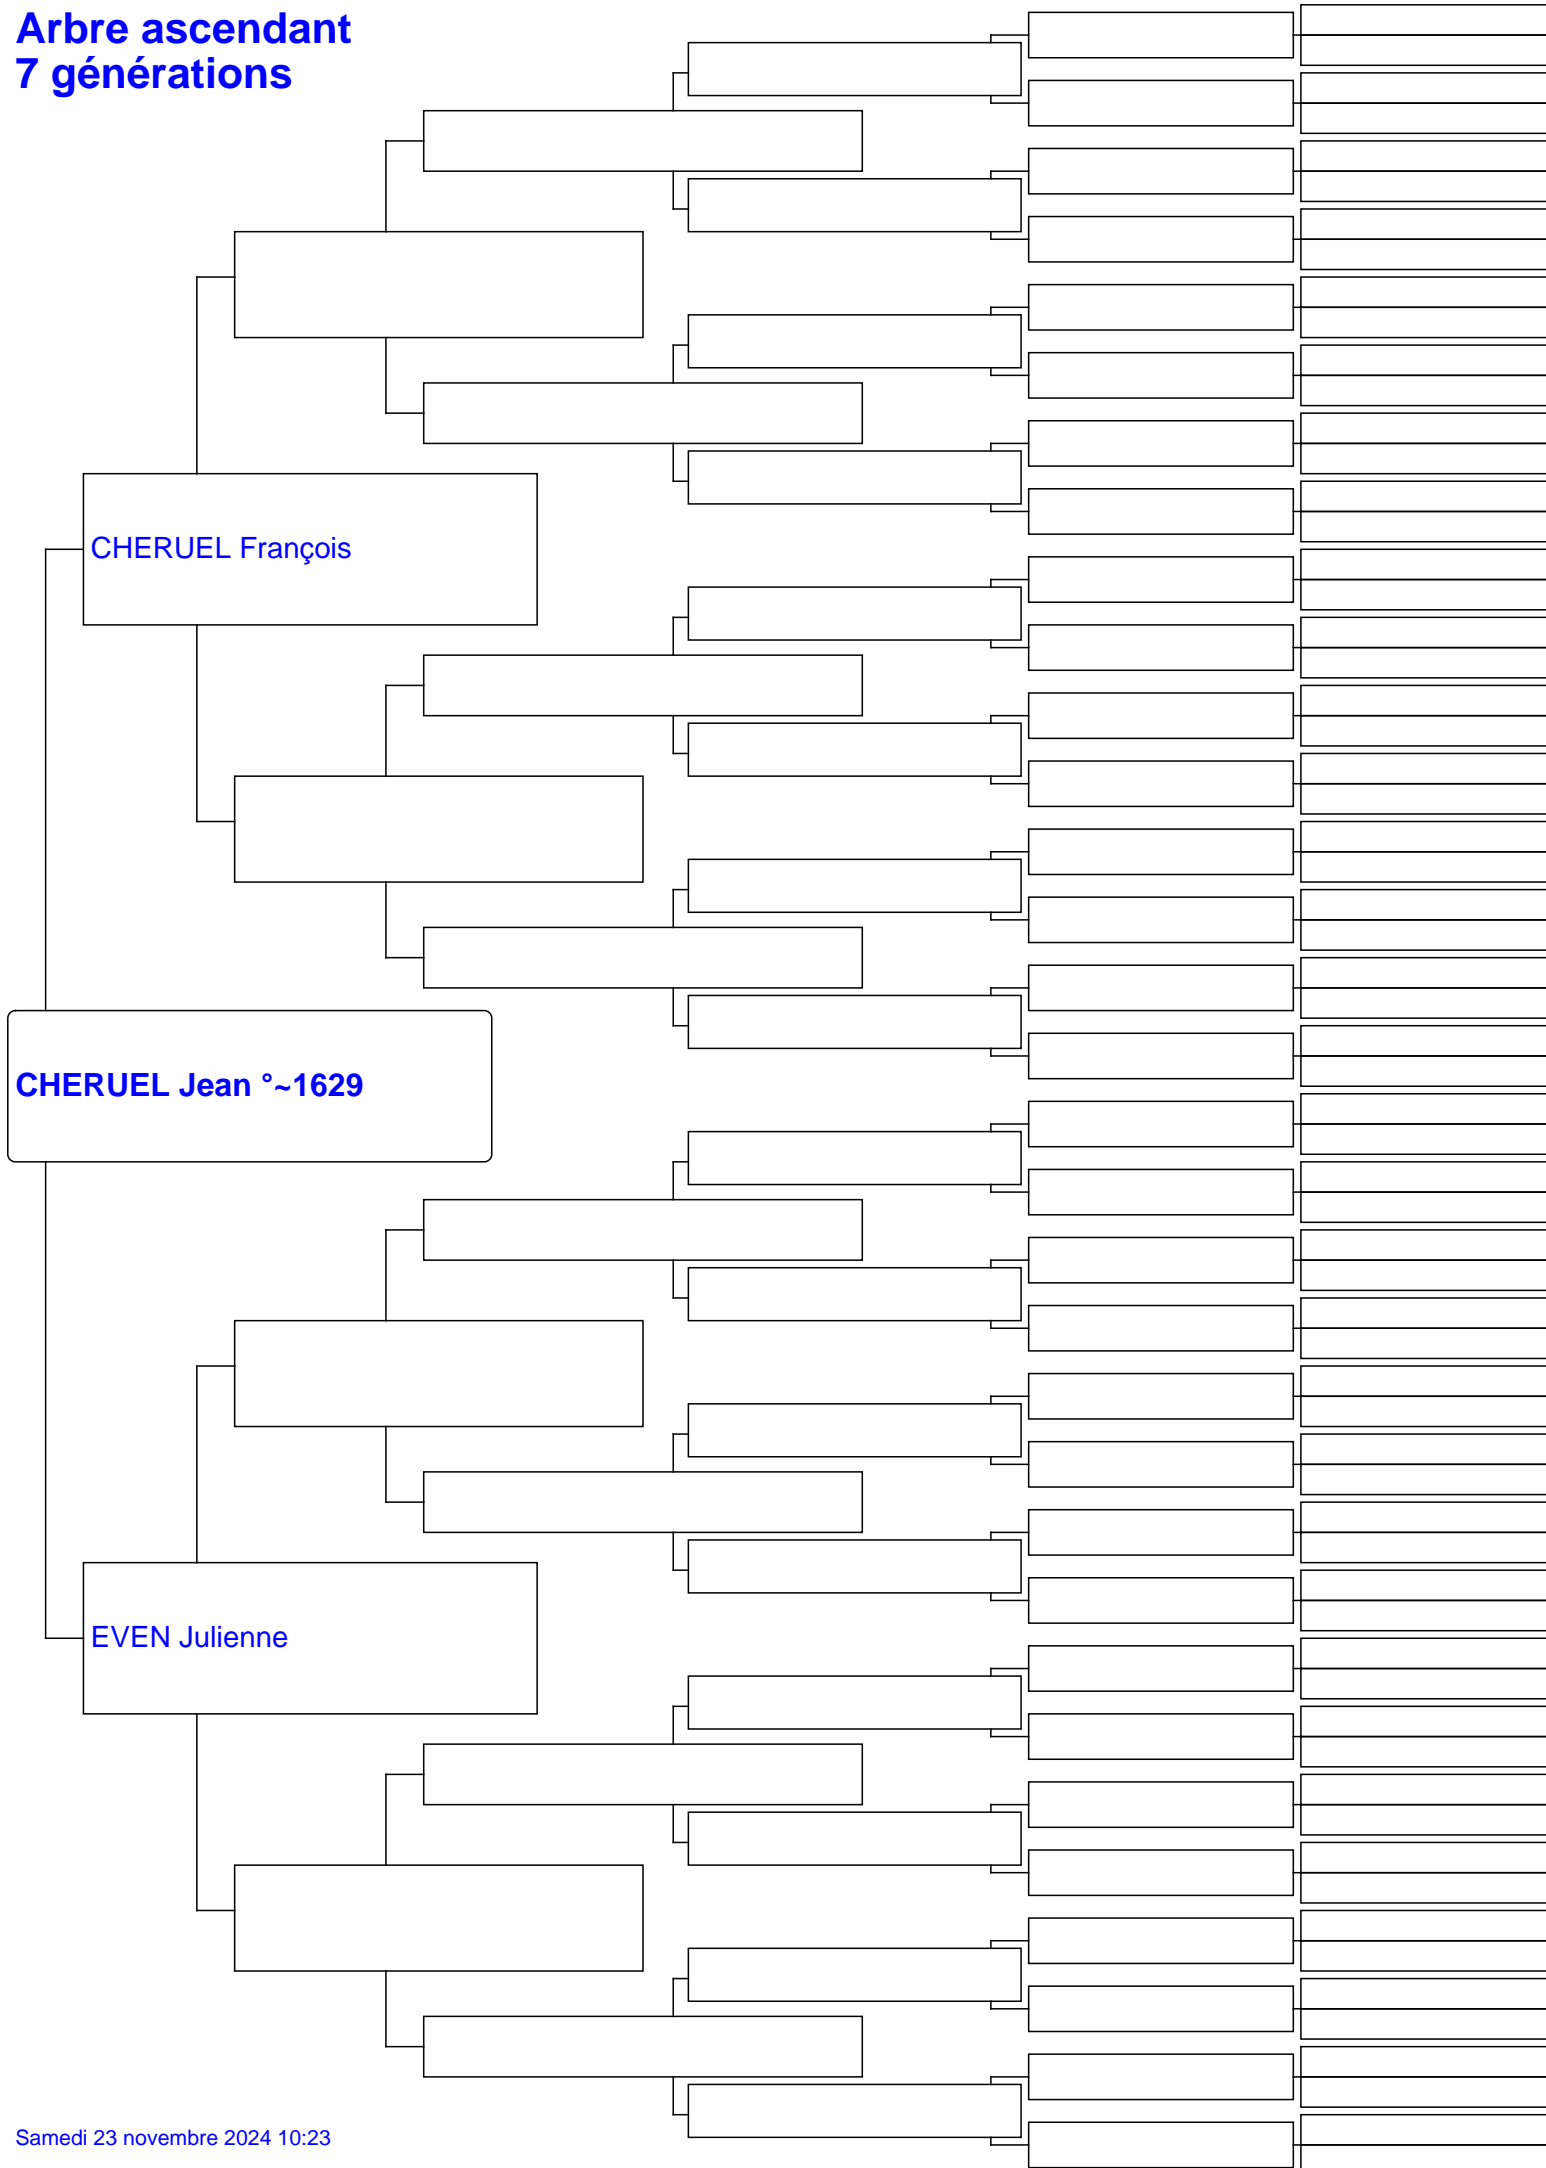 Arbre ascendant
7 générations
CHERUEL François
CHERUEL Jean °~1629
EVEN Julienne
Samedi 23 novembre 2024 10:23